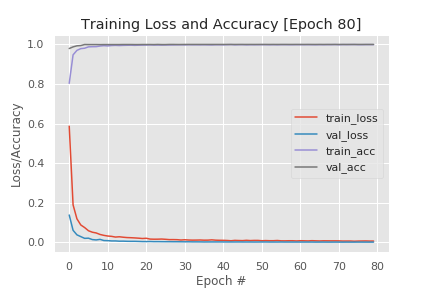 Training Loss and Accuracy [Epoch 80]
1.0
0.8
0.6
0.4
0.2
0.0
Loss/Accuracy
train_loss
val_loss
train_acc
val_acc
0 10 20 30 40 50 60 70 80
Epoch #